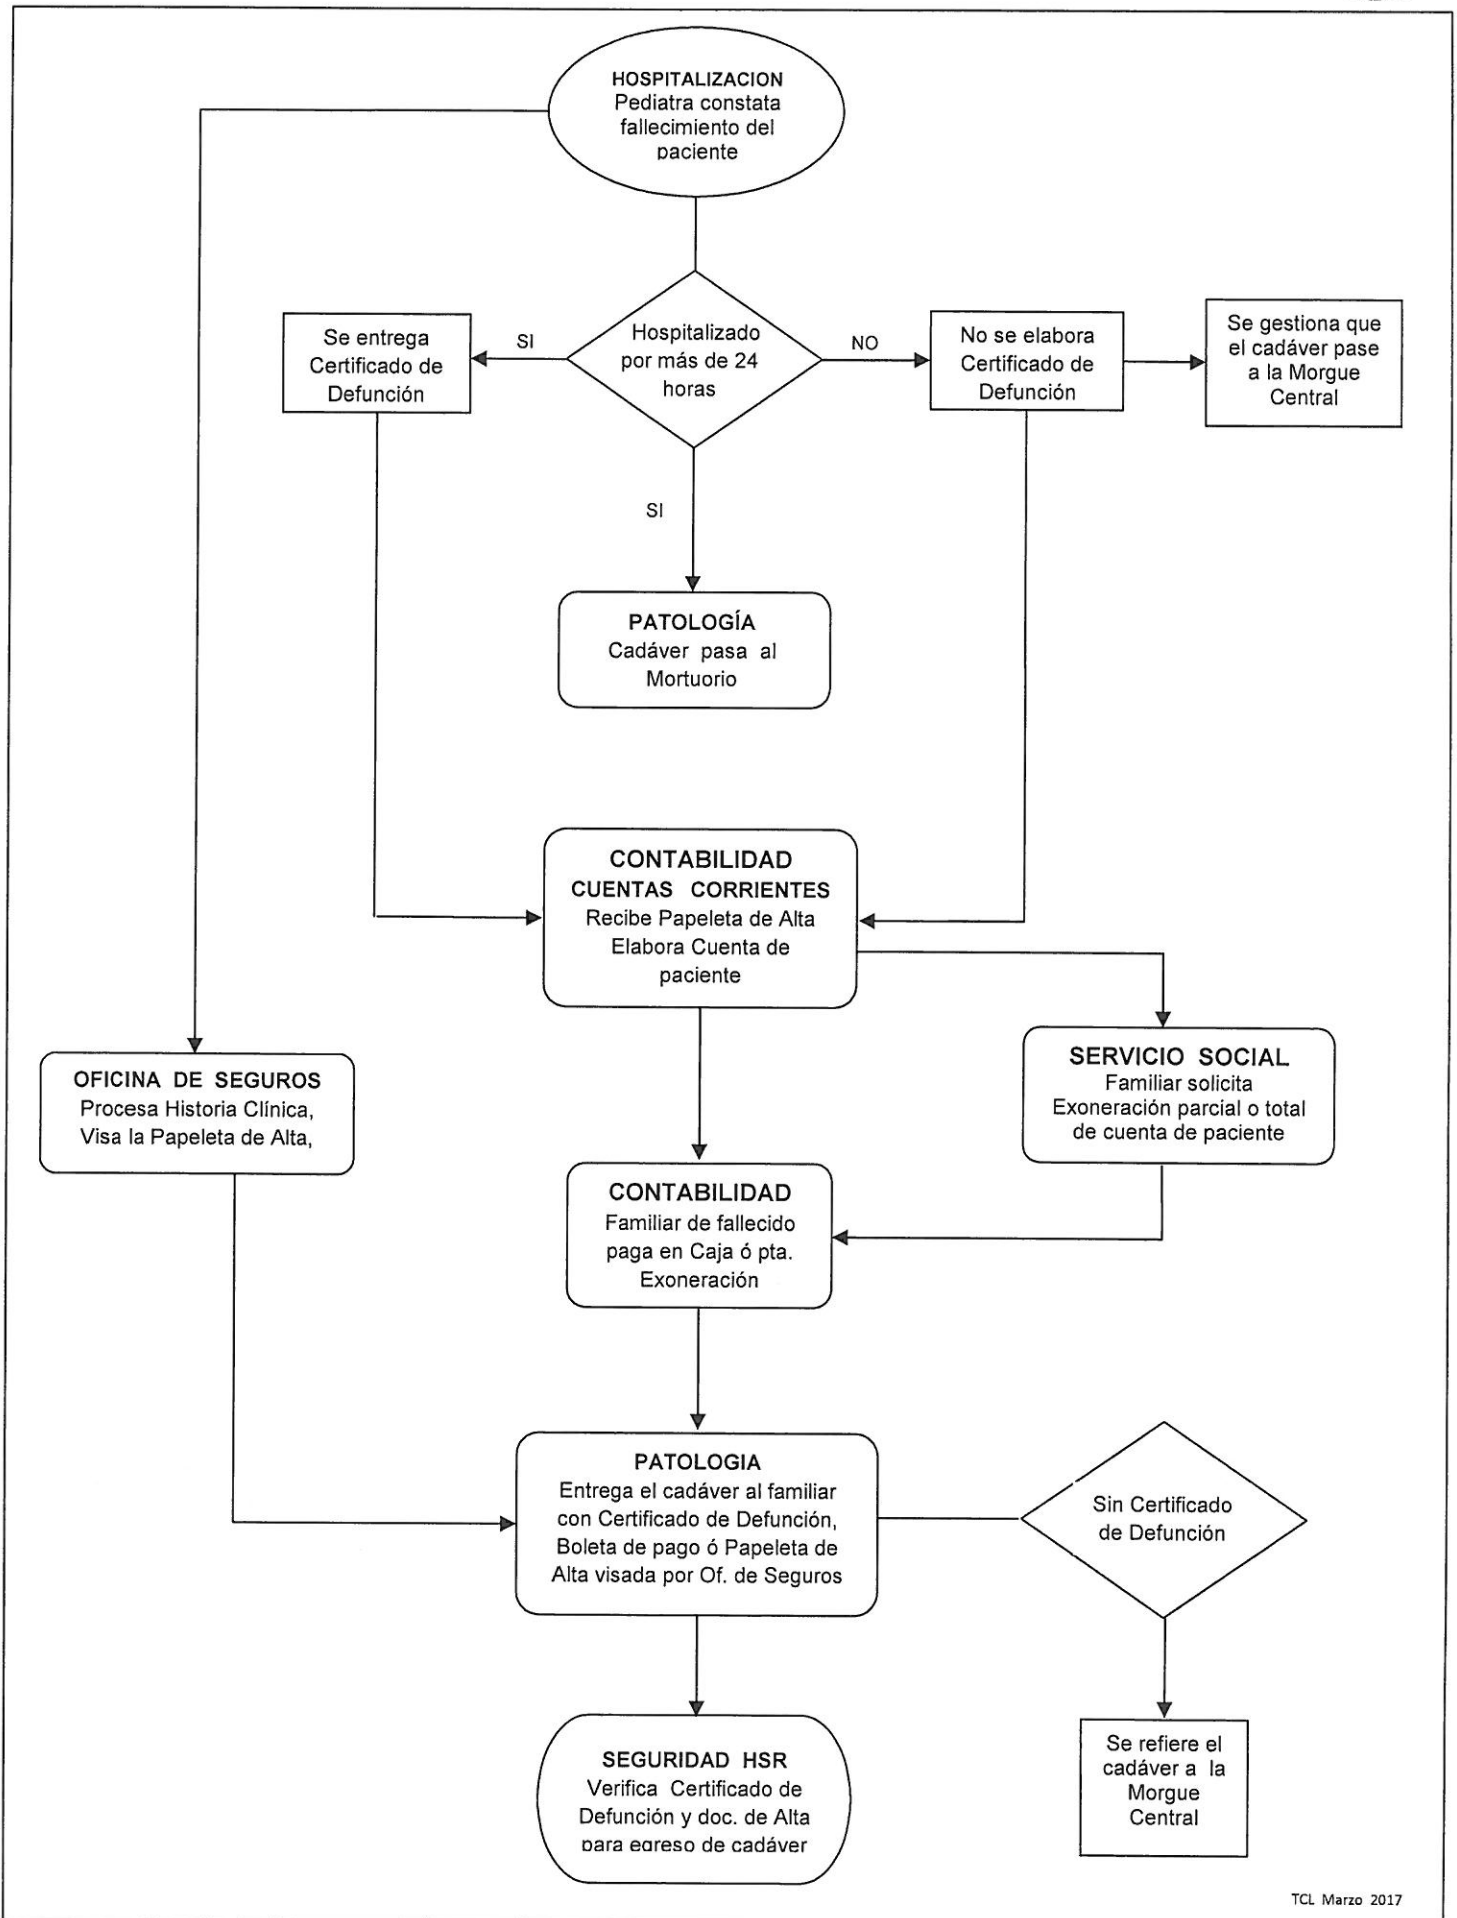 HOSPITALIZACION
Pediatra constata
fallecimiento del
paciente
Se entrega
Certificado de
Defunción
SI
Hospitalizado
por más de 24
horas
NO
No se elabora
Certificado de
Defunción
Se gestiona que
el cadáver pase
a la Morgue
Central
SI
PATOLOGÍA
Cadáver pasa al
Mortuorio
CONTABILIDAD
CUENTAS CORRIENTES
Recibe Papeleta de Alta
Elabora Cuenta de
paciente
OFICINA DE SEGUROS
Procesa Historia Clínica,
Visa la Papeleta de Alta,
SERVICIO SOCIAL
Familiar solicita
Exoneración parcial o total
de cuenta de paciente
CONTABILIDAD
Familiar de fallecido
paga en Caja ó pta.
Exoneración
PATOLOGIA
Entrega el cadáver al familiar
con Certificado de Defunción,
Boleta de pago ó Papeleta de
Alta visada por Of. de Seguros
Sin Certificado
de Defunción
SEGURIDAD HSR
Verifica Certificado de
Defunción y doc. de Alta
para egreso de cadáver
Se refiere el
cadáver a la
Morgue
Central
TCL Marzo 2017